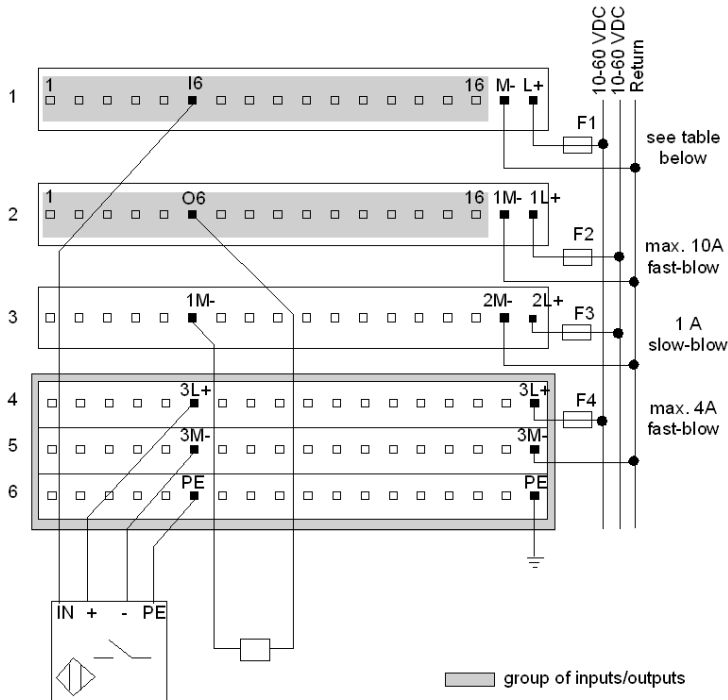 10-60 VDC
10-60 VDC
Return
1
1
I6
16
M-
L+
F1
see table
below
2
1
O6
16
1M-
1L+
F2
max. 10A
fast-blow
3
1M-
2M-
2L+
F3
1 A
slow-blow
4
3L+
3L+
F4
max. 4A
fast-blow
5
3M-
3M-
6
PE
PE
IN + - PE
group of inputs/outputs